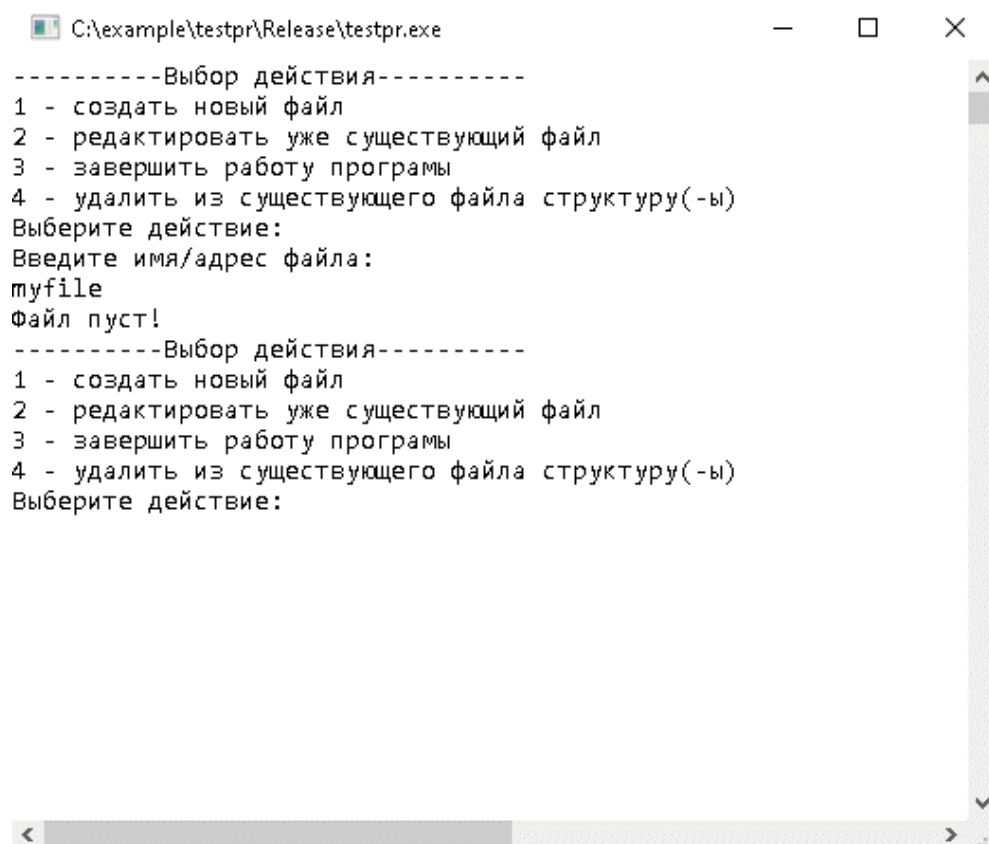 C:\example\testpr\Release\testpr.exe
----------Выбор действия----------
1 - создать новый файл
2 - редактировать уже существующий файл
3 - завершить работу програмы
4 - удалить из существующего файла структуру(-ы)
Выберите действие:
Введите имя/адрес файла:
myfile
Файл пуст!
----------Выбор действия----------
1 - создать новый файл
2 - редактировать уже существующий файл
3 - завершить работу програмы
4 - удалить из существующего файла структуру(-ы)
Выберите действие: